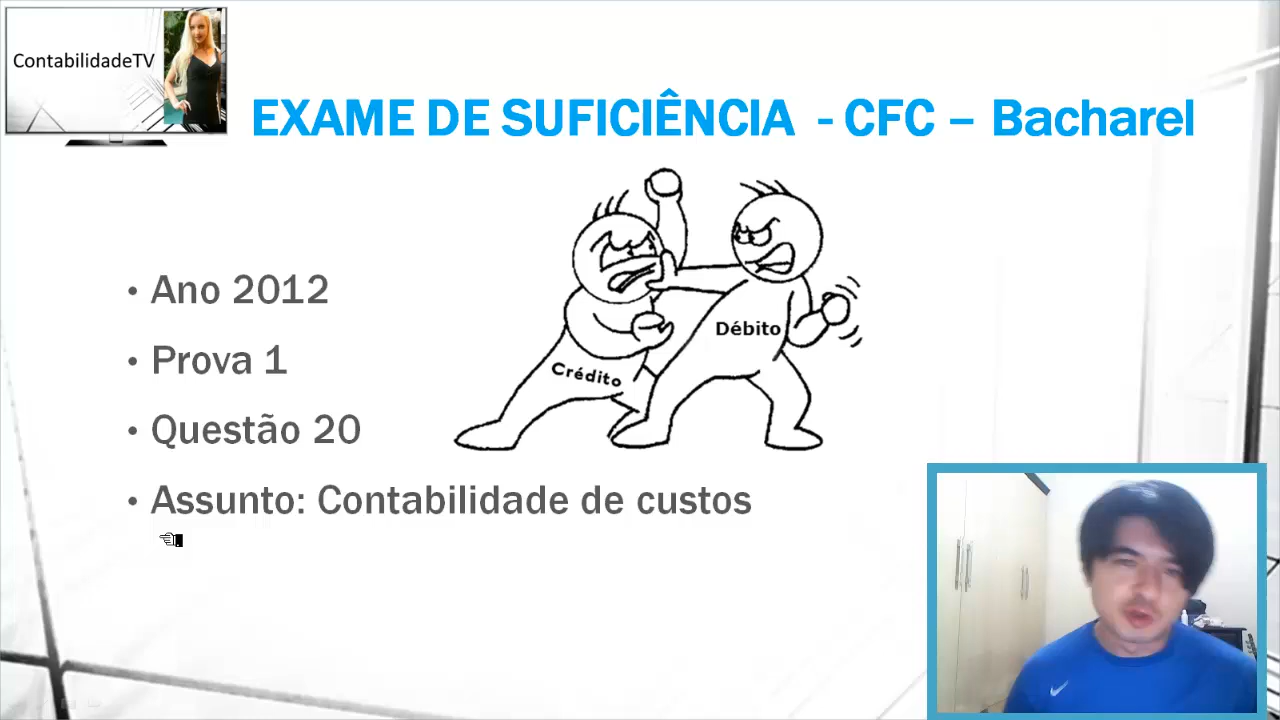 ContabilidadeTV
EXAME DE SUFICIÊNCIA - CFC – Bacharel
• Ano 2012
• Prova 1
• Questão 20
• Assunto: Contabilidade de custos
Crédito
Débito